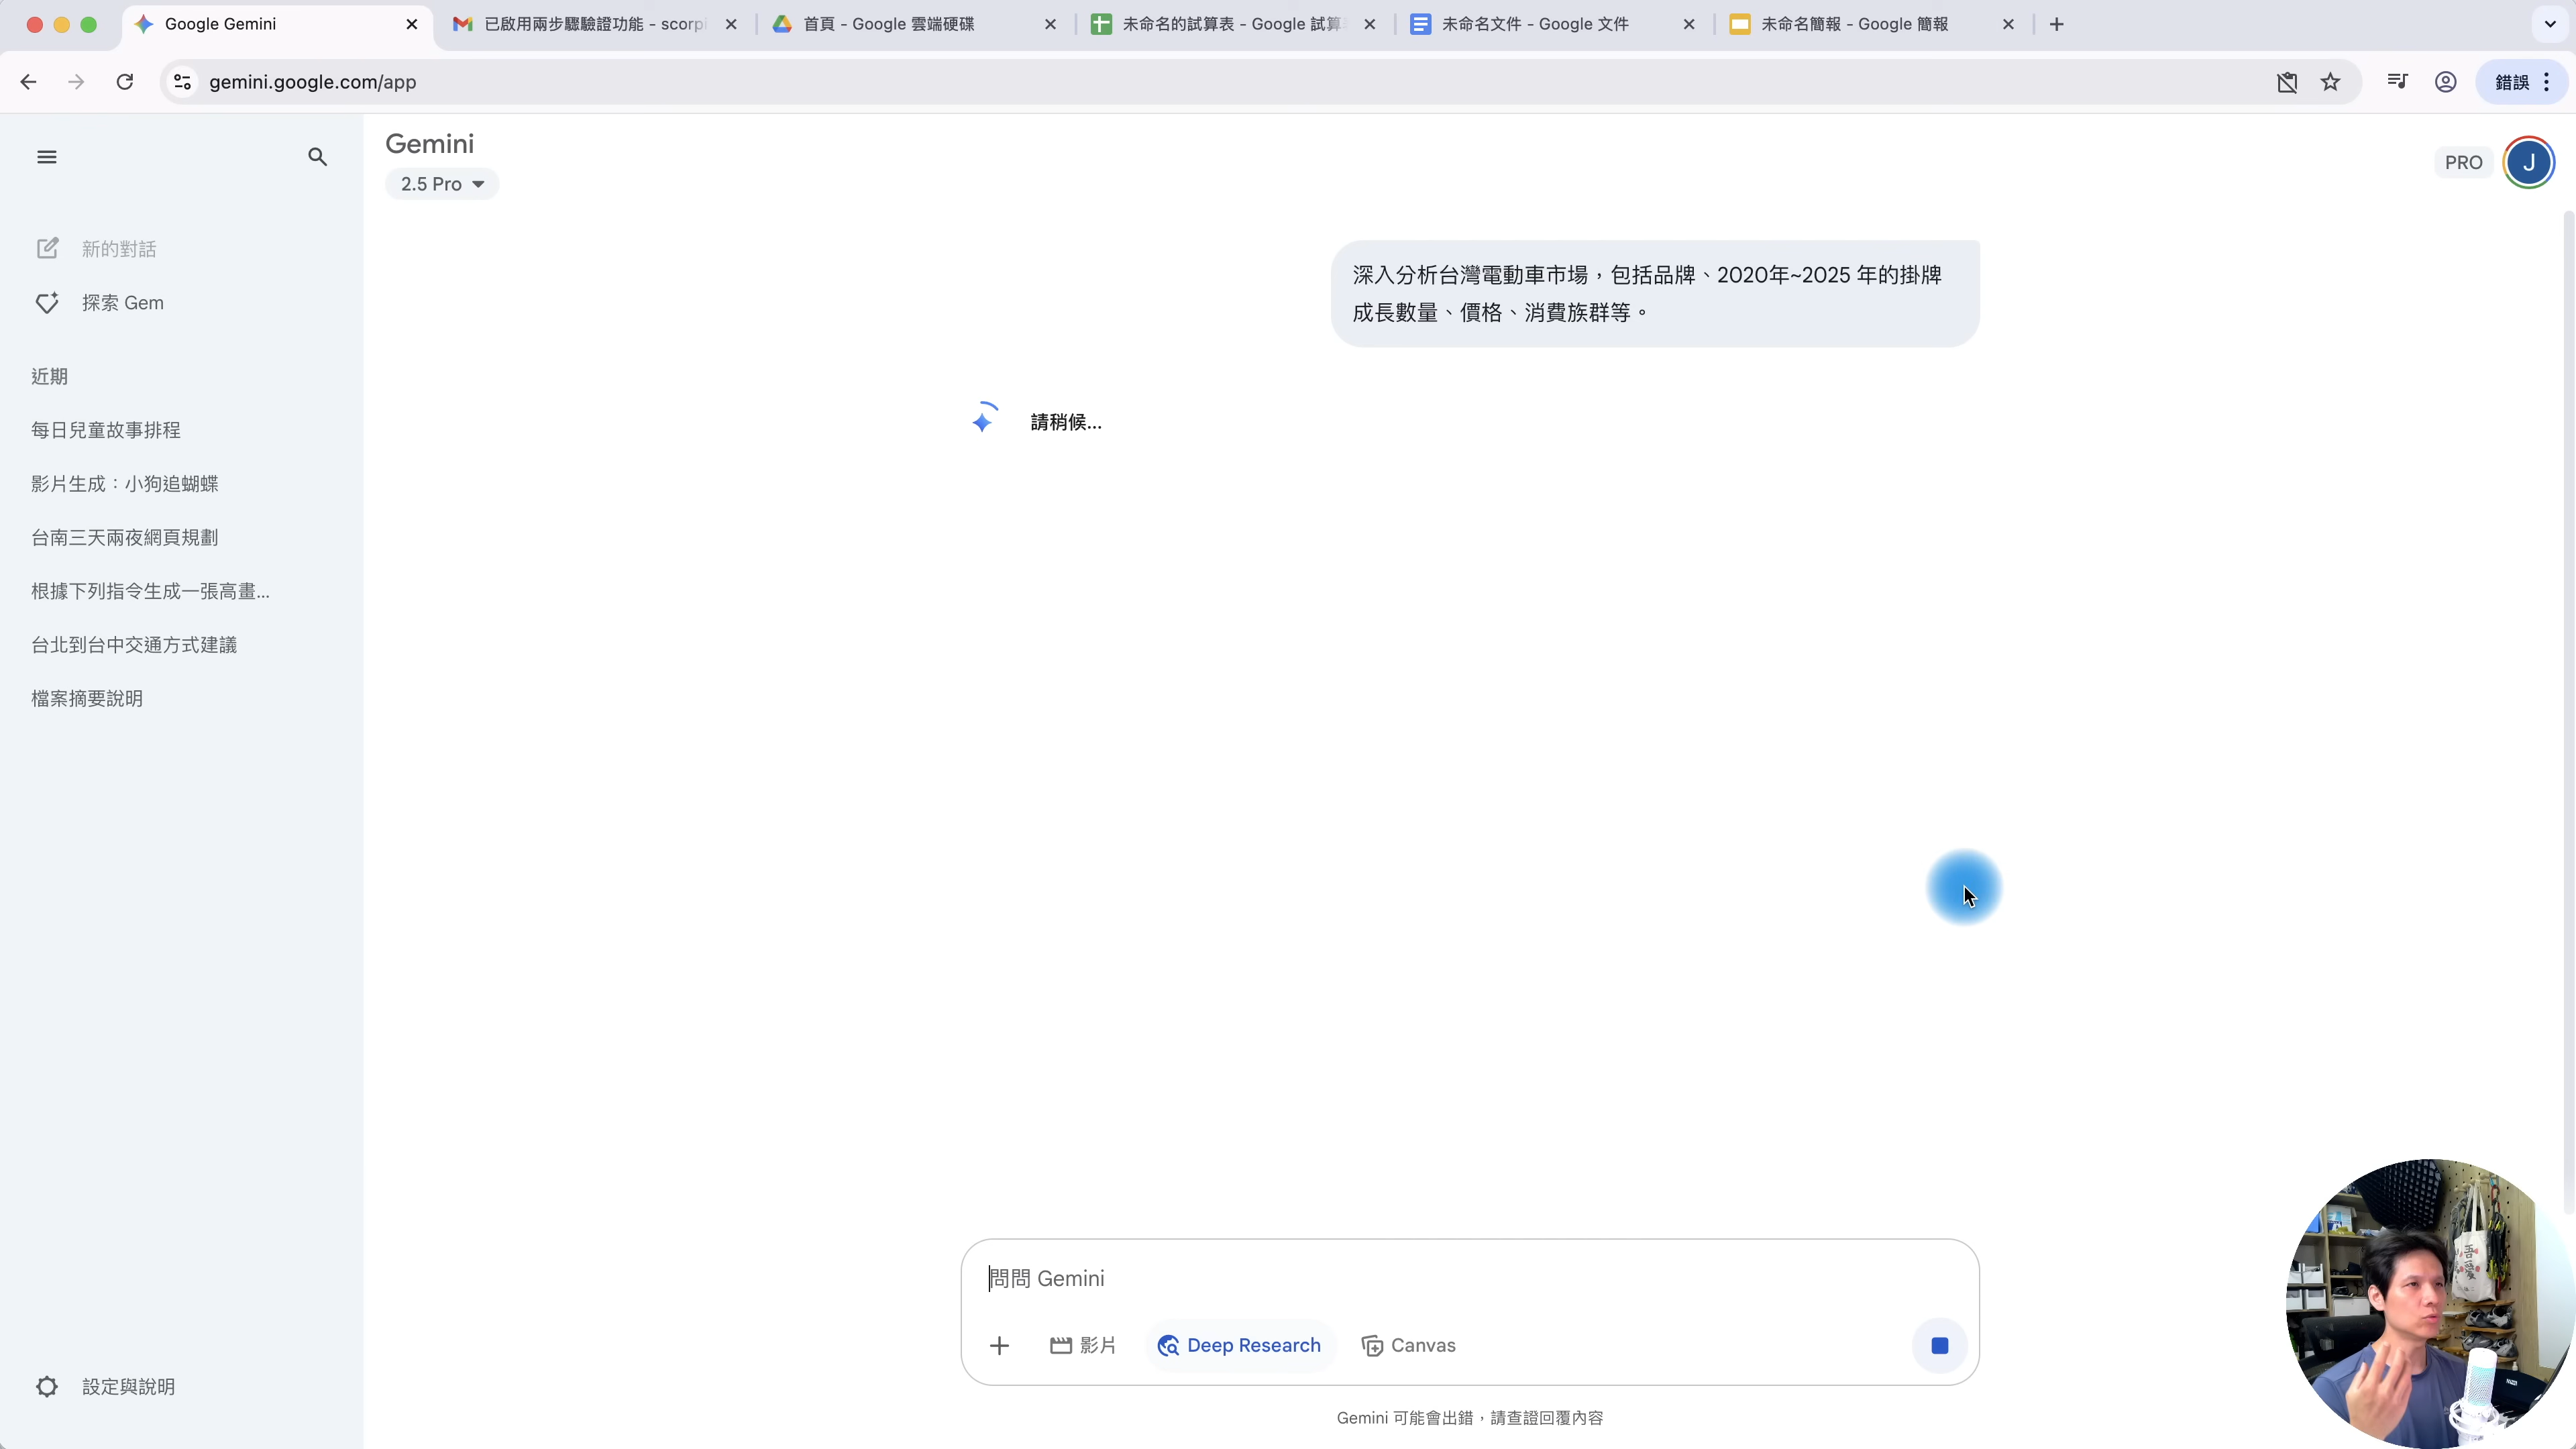 Google Gemini
已啟用兩步驟驗證功能 - scorpi
首頁 - Google 雲端硬碟
未命名的試算表 - Google 試算
未命名文件 - Google 文件
未命名簡報 - Google 簡報
gemini.google.com/app
錯誤
Gemini
2.5 Pro
PRO
J
新的對話
探索 Gem
近期
每日兒童故事排程
影片生成：小狗追蝴蝶
台南三天兩夜網頁規劃
根據下列指令生成一張高畫...
台北到台中交通方式建議
檔案摘要說明
設定與說明
深入分析台灣電動車市場，包括品牌、2020年~2025 年的掛牌
成長數量、價格、消費族群等。
請稍候...
問問 Gemini
影片
Deep Research
Canvas
Gemini 可能會出錯，請查證回覆內容